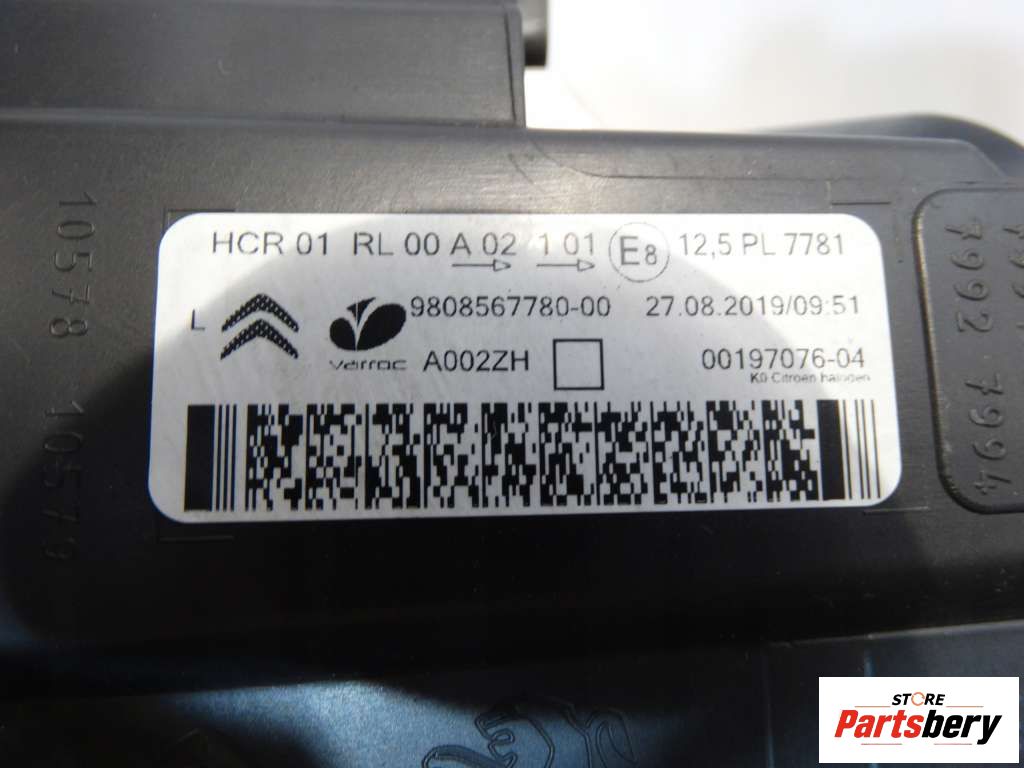 HCR 01 RL 00 A 02 1 01 E8 12,5 PL 7781
L 9808567780-00 27.08.2019/09:51
varroc A002ZH 00197076-04
K0 Citroen halogen
10578 10579
7992 7994
STORE
Partsbery